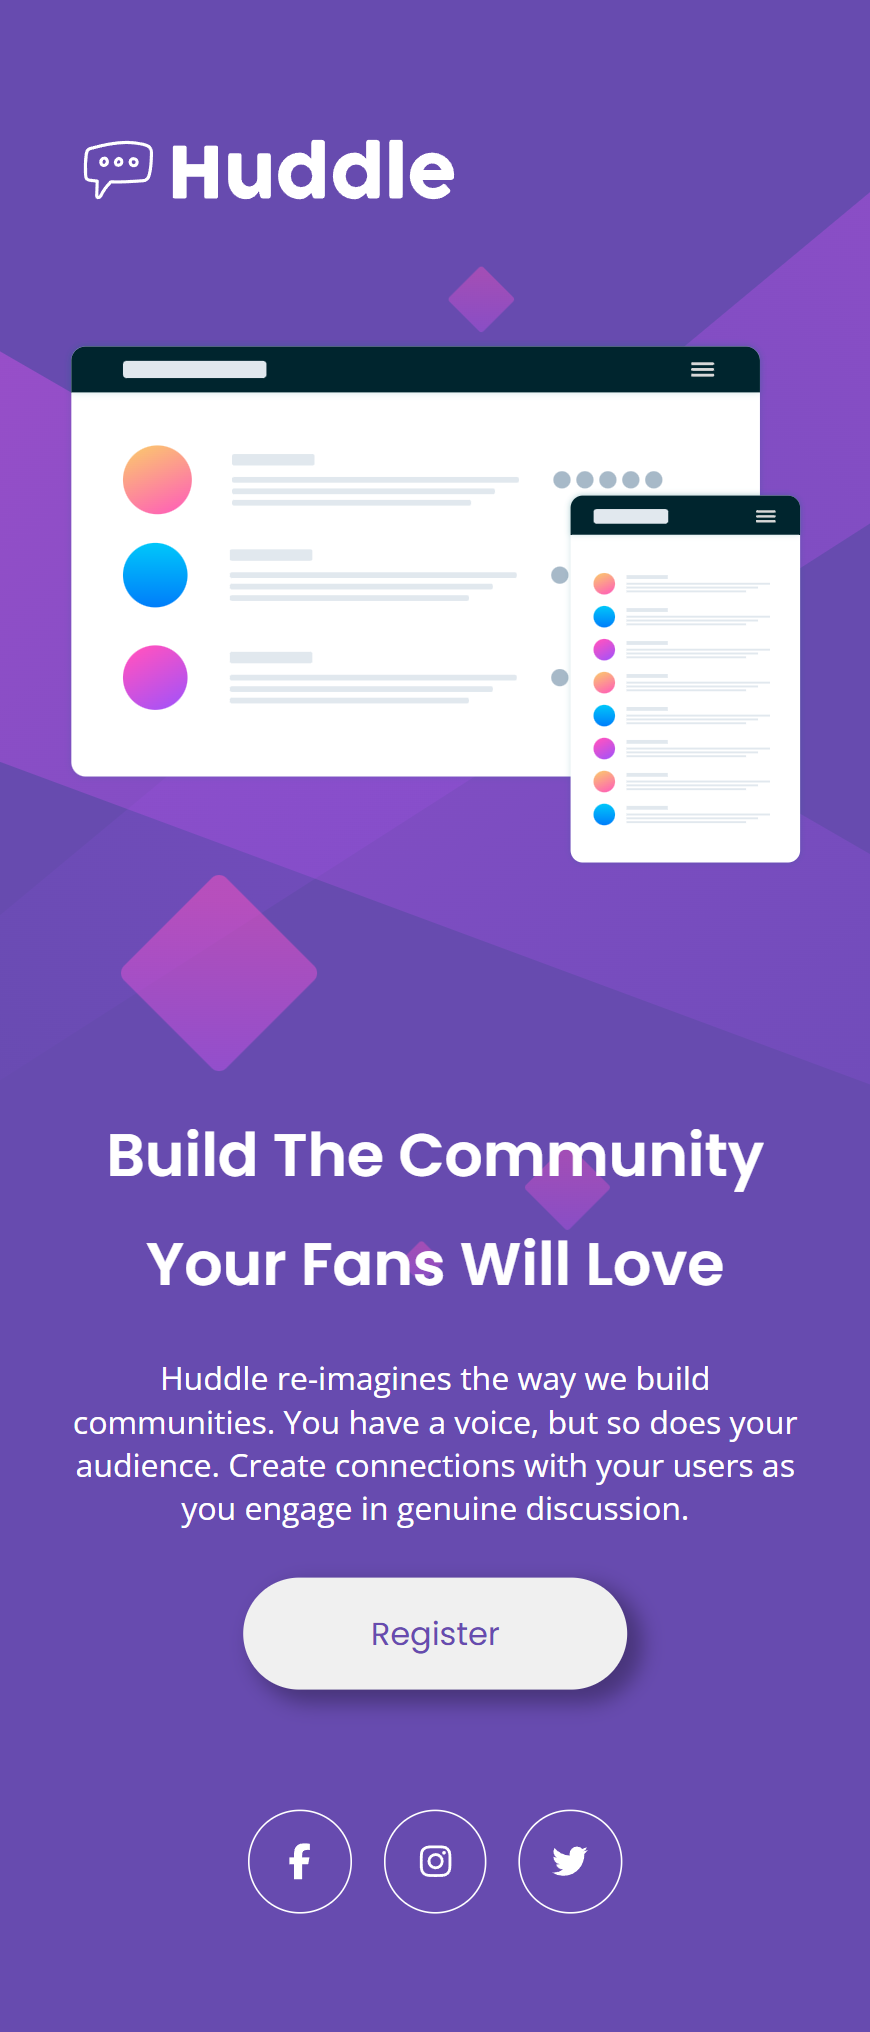 Huddle
Build The Community
Your Fans Will Love
Huddle re-imagines the way we build
communities. You have a voice, but so does your
audience. Create connections with your users as
you engage in genuine discussion.
Register